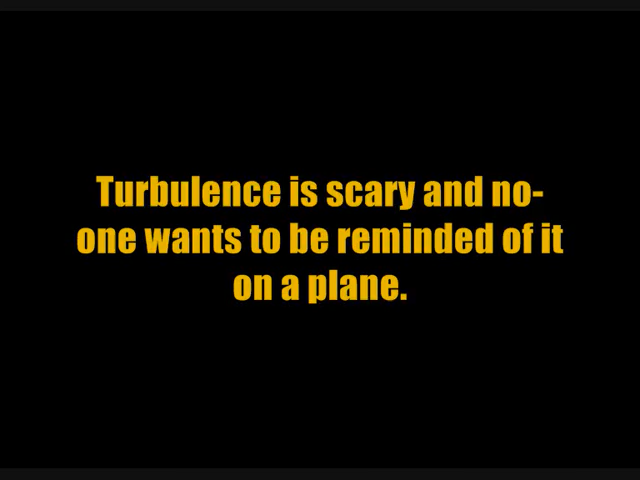 Turbulence is scary and no-
one wants to be reminded of it
on a plane.